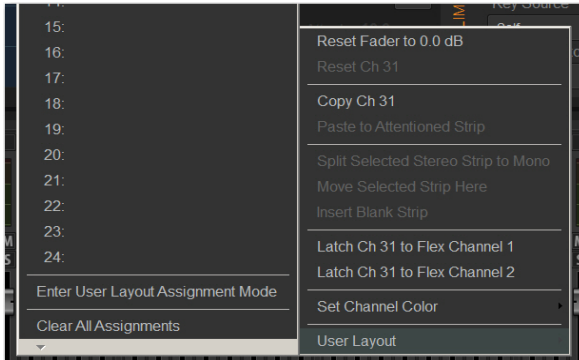 15:
16:
17:
18:
19:
20:
21:
22:
23:
24:
Enter User Layout Assignment Mode
Clear All Assignments
Key Source
Reset Fader to 0.0 dB
Reset Ch 31
Copy Ch 31
Paste to Attentioned Strip
Split Selected Stereo Strip to Mono
Move Selected Strip Here
Insert Blank Strip
Latch Ch 31 to Flex Channel 1
Latch Ch 31 to Flex Channel 2
Set Channel Color
User Layout